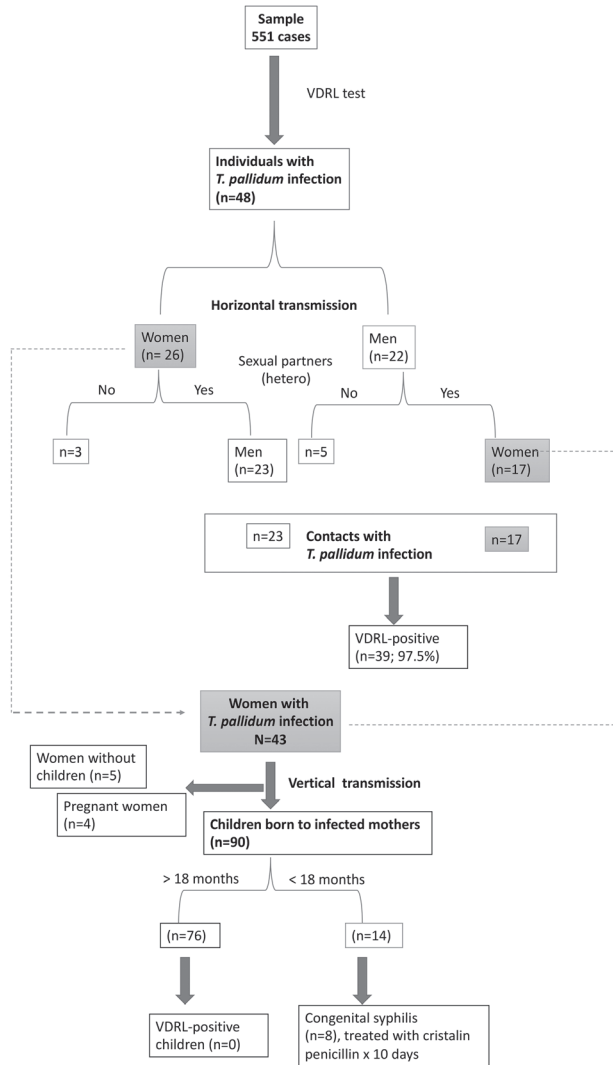 Sample
551 cases
VDRL test
Individuals with
T. pallidum infection
(n=48)
Horizontal transmission
Women
(n= 26)
Men
(n=22)
Sexual partners
(hetero)
No
Yes
No
Yes
n=3
Men
(n=23)
n=5
Women
(n=17)
n=23
Contacts with
T. pallidum infection
n=17
VDRL-positive
(n=39; 97.5%)
Women with
T. pallidum infection
N=43
Women without
children (n=5)
Vertical transmission
Pregnant women
(n=4)
Children born to infected mothers
(n=90)
> 18 months
< 18 months
(n=76)
(n=14)
VDRL-positive
children (n=0)
Congenital syphilis
(n=8), treated with cristalin
penicillin x 10 days